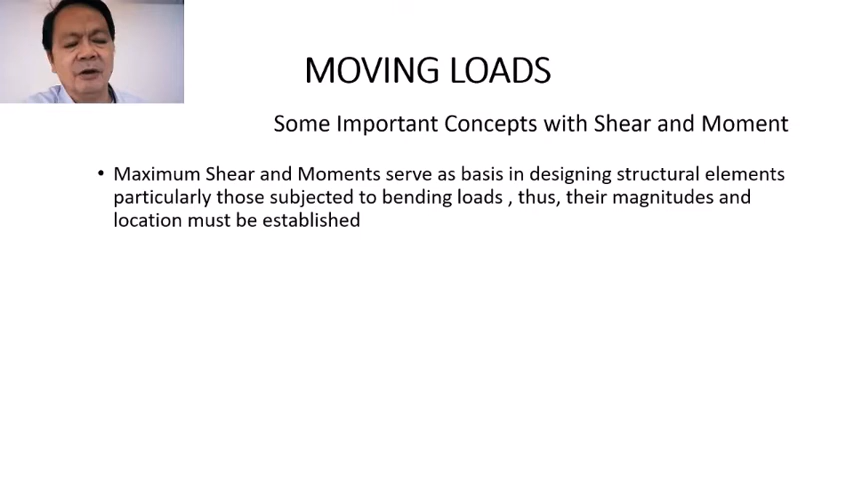 MOVING LOADS
Some Important Concepts with Shear and Moment
• Maximum Shear and Moments serve as basis in designing structural elements
particularly those subjected to bending loads , thus, their magnitudes and
location must be established